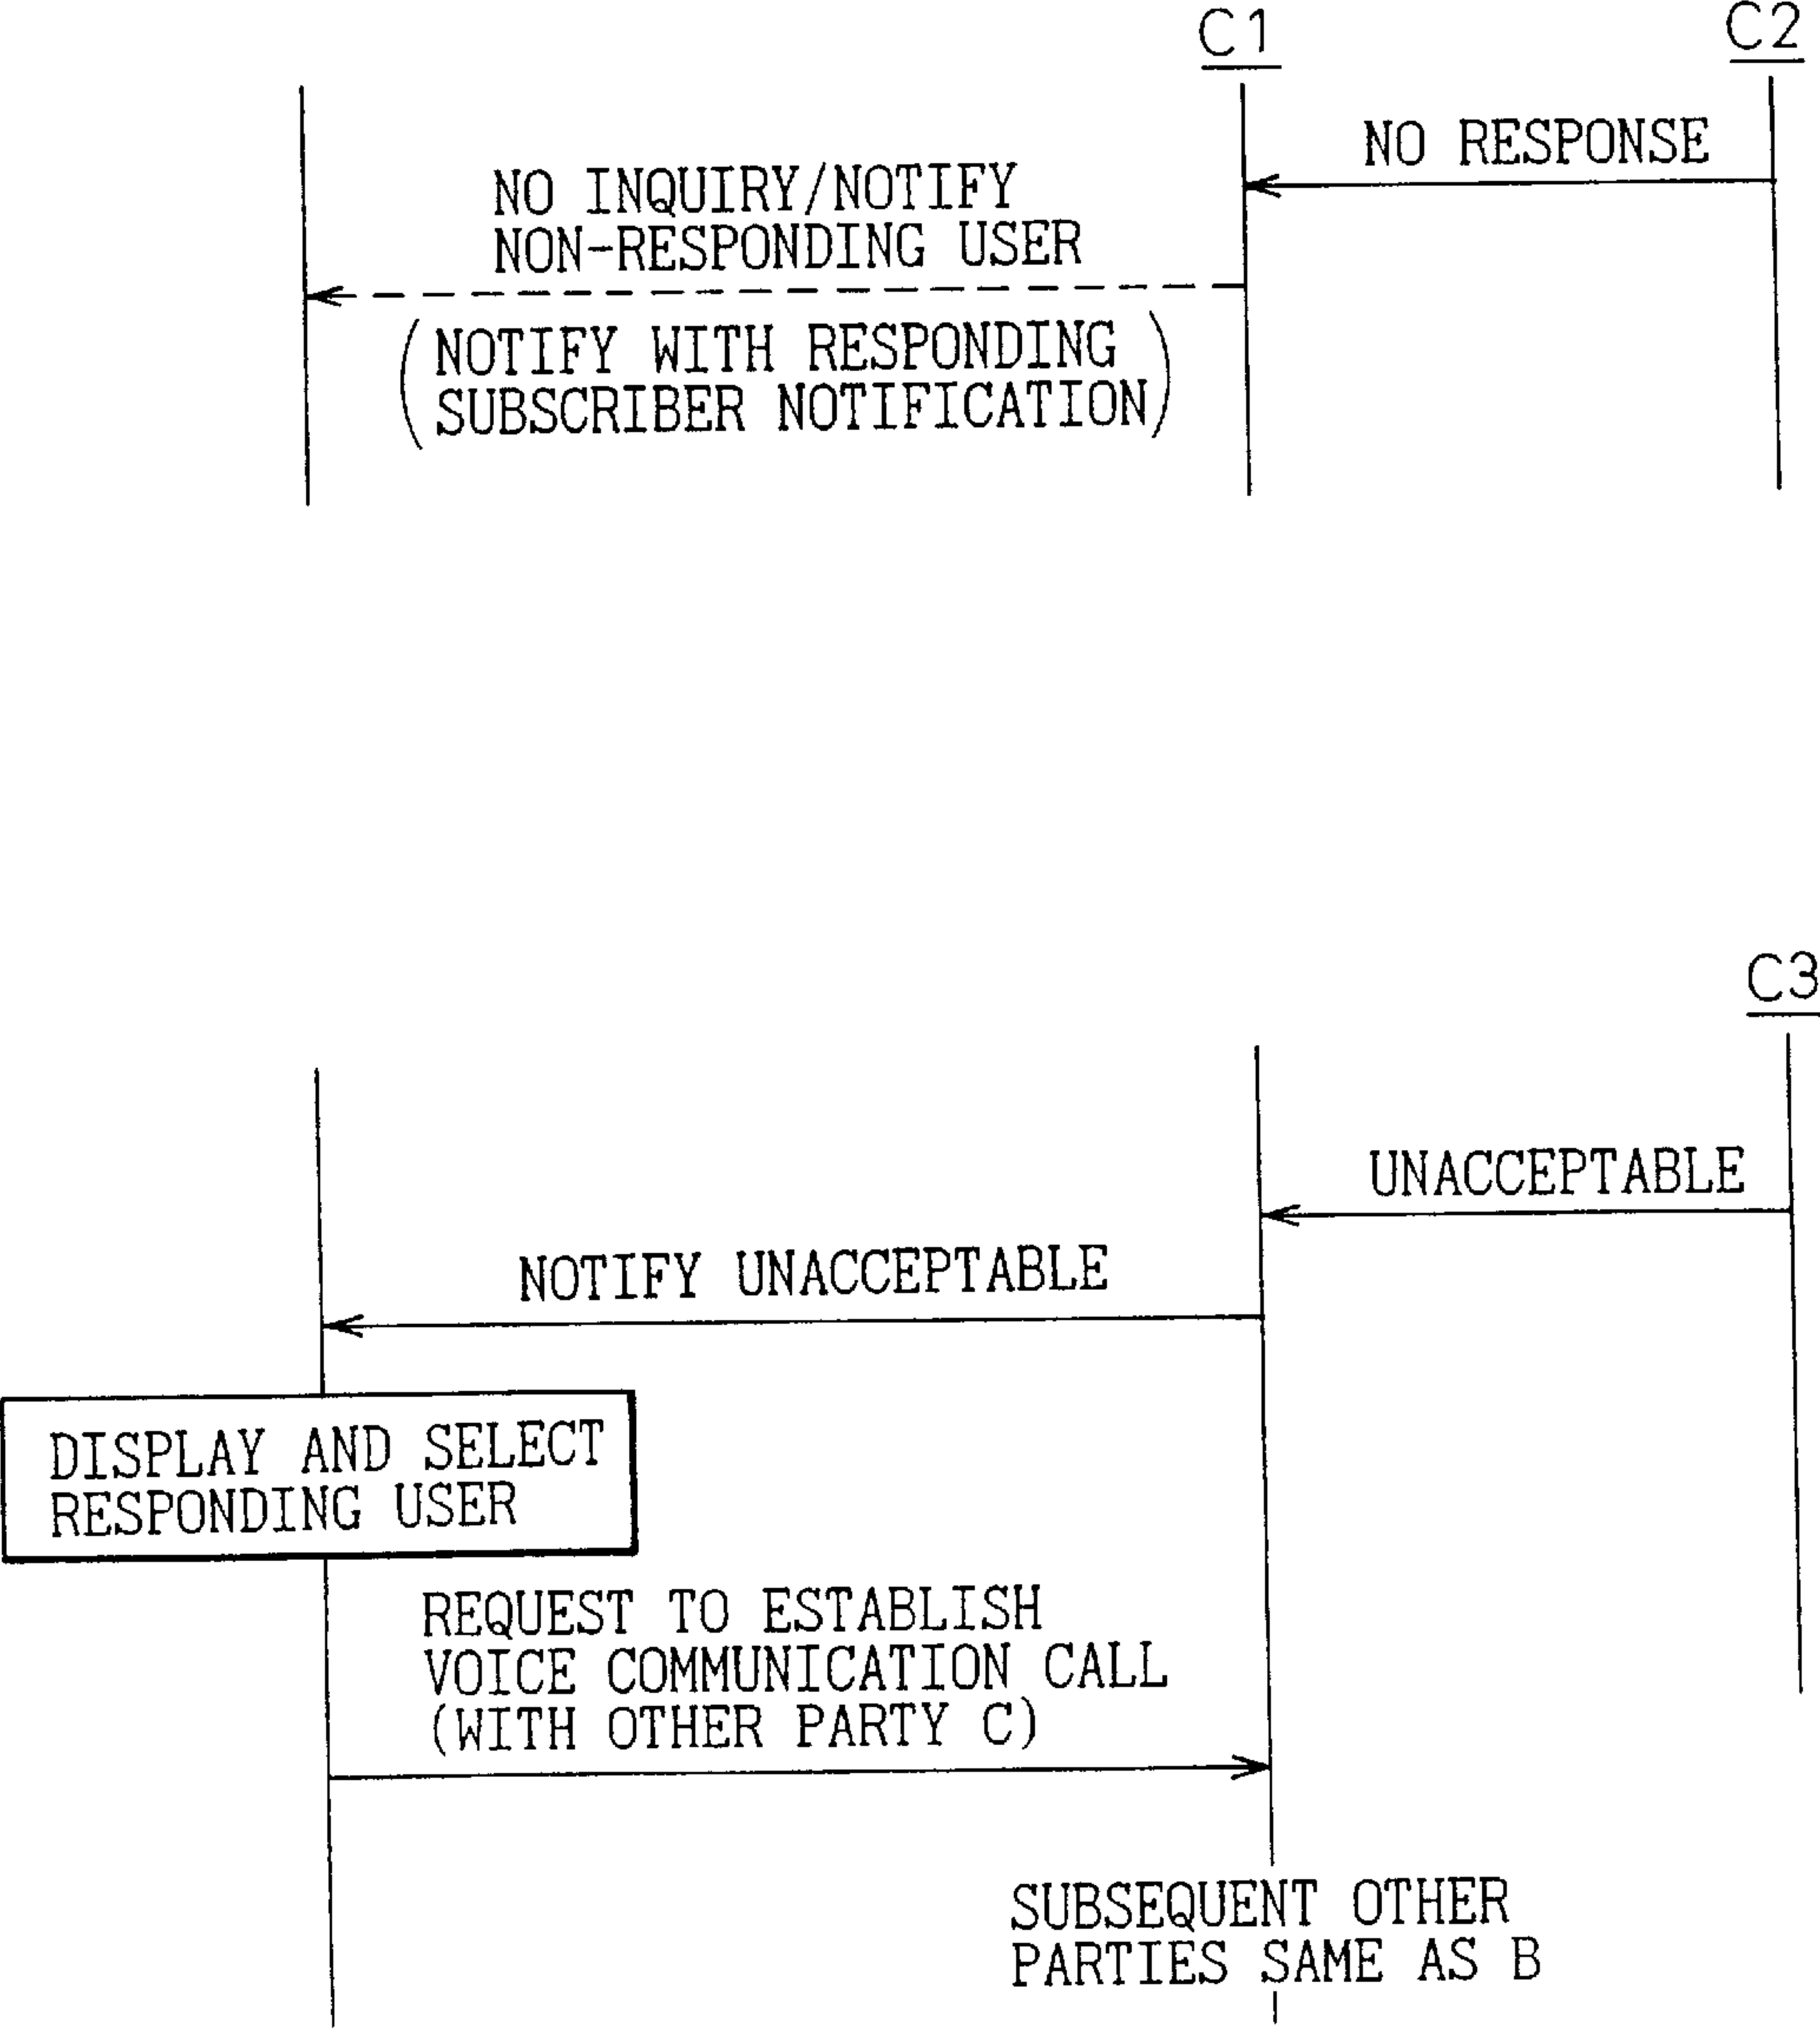 C1
C2
NO RESPONSE
NO INQUIRY/NOTIFY
NON-RESPONDING USER
(NOTIFY WITH RESPONDING
SUBSCRIBER NOTIFICATION)
C3
UNACCEPTABLE
NOTIFY UNACCEPTABLE
DISPLAY AND SELECT
RESPONDING USER
REQUEST TO ESTABLISH
VOICE COMMUNICATION CALL
(WITH OTHER PARTY C)
SUBSEQUENT OTHER
PARTIES SAME AS B